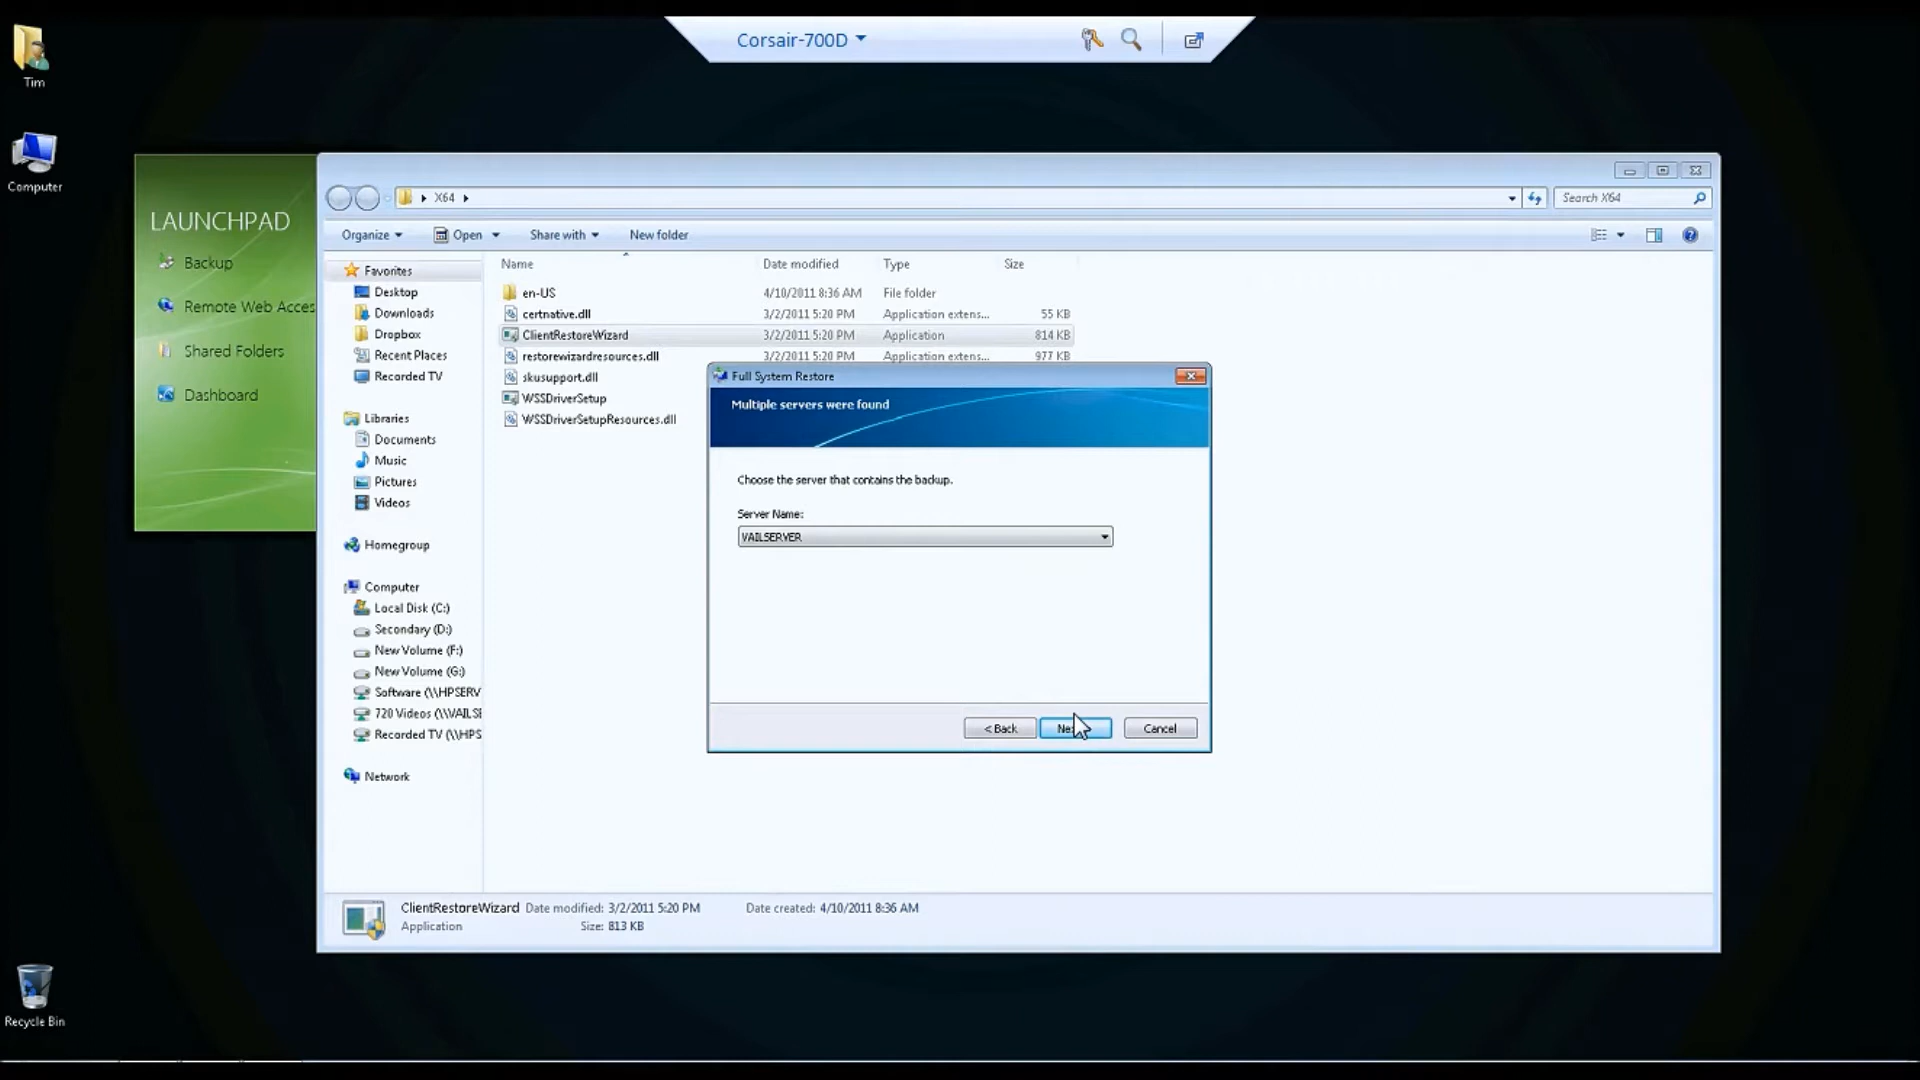 Corsair-700D
Tim
Computer
LAUNCHPAD
Backup
Remote Web Acces
Shared Folders
Dashboard
X64
Search X64
Organize
Open
Share with
New folder
Name Date modified Type Size
en-US 4/10/2011 8:36 AM File folder
certnative.dll 3/2/2011 5:20 PM Application extens... 55 KB
ClientRestoreWizard 3/2/2011 5:20 PM Application 814 KB
restorewizardresources.dll 3/2/2011 5:20 PM Application extens... 977 KB
skusupport.dll
WSSDriverSetup
WSSDriverSetupResources.dll
Favorites
Desktop
Downloads
Dropbox
Recent Places
Recorded TV
Libraries
Documents
Music
Pictures
Videos
Homegroup
Computer
Local Disk (C:)
Secondary (D:)
New Volume (F:)
New Volume (G:)
Software (\\HPSERV
720 Videos (\\VAILSE
Recorded TV (\\HPS
Network
Full System Restore
Multiple servers were found
Choose the server that contains the backup.
Server Name:
VAILSERVER
< Back
Cancel
ClientRestoreWizard Date modified: 3/2/2011 5:20 PM Date created: 4/10/2011 8:36 AM
Application Size: 813 KB
Recycle Bin